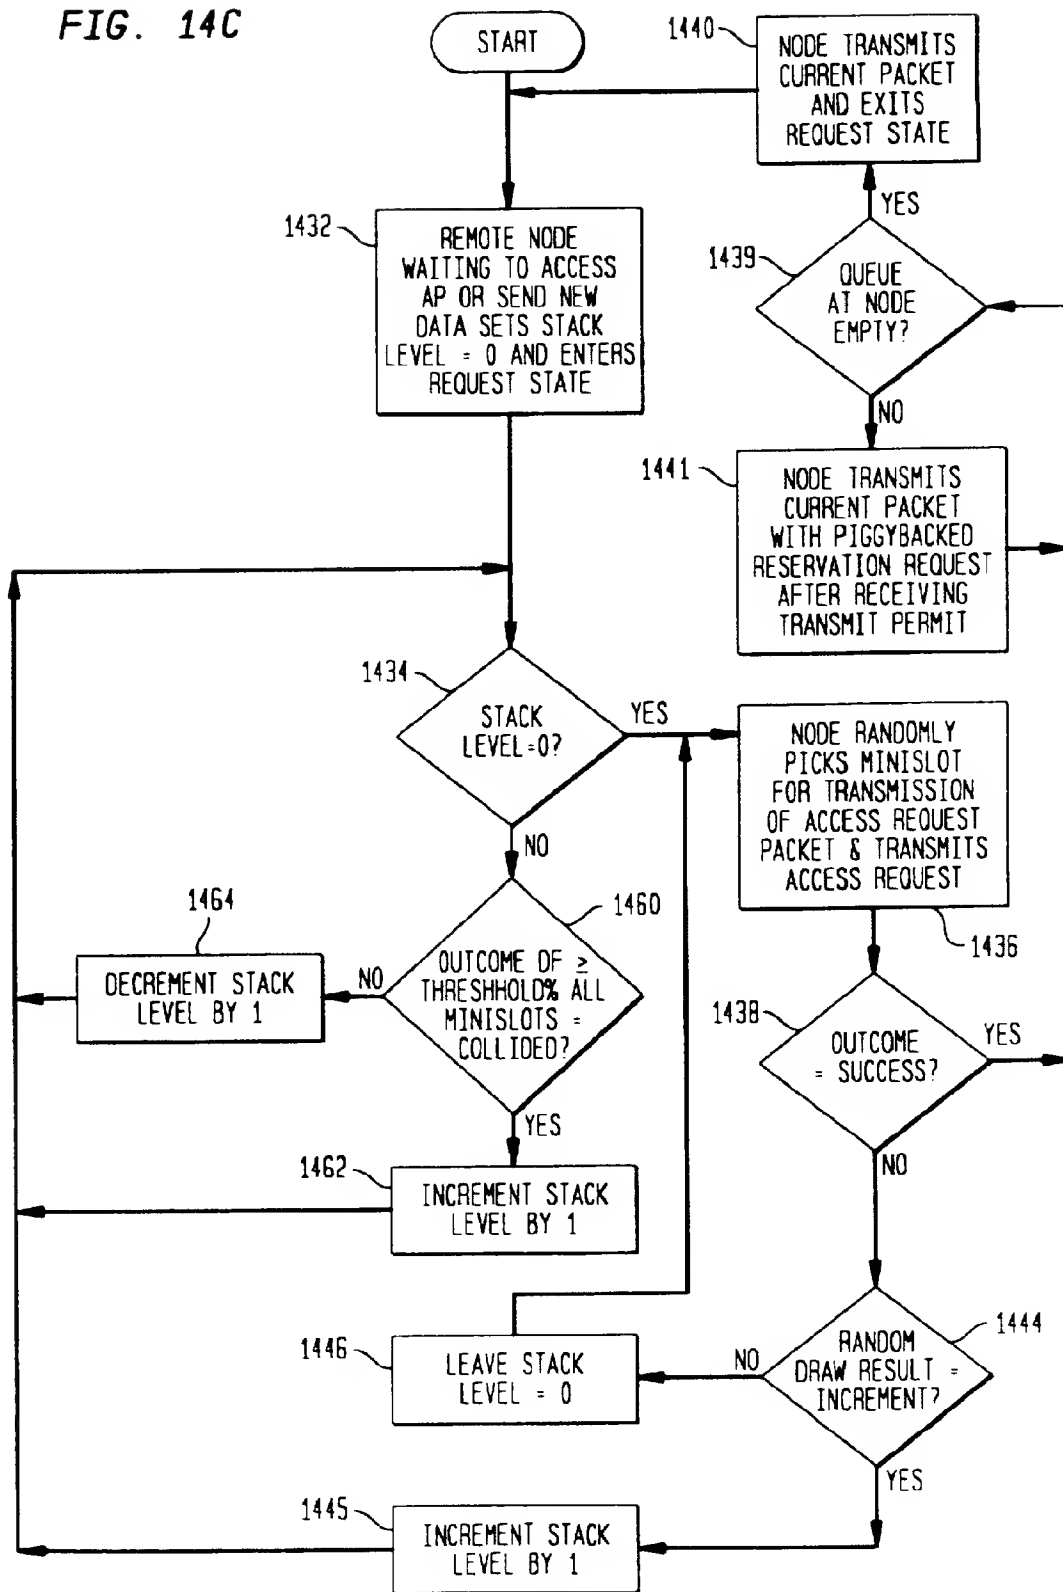 FIG. 14C
START
1440
NODE TRANSMITS
CURRENT PACKET
AND EXITS
REQUEST STATE
YES
1432
REMOTE NODE
WAITING TO ACCESS
AP OR SEND NEW
DATA SETS STACK
LEVEL = 0 AND ENTERS
REQUEST STATE
1439
QUEUE
AT NODE
EMPTY?
NO
1441
NODE TRANSMITS
CURRENT PACKET
WITH PIGGYBACKED
RESERVATION REQUEST
AFTER RECEIVING
TRANSMIT PERMIT
1434
STACK
LEVEL=0?
YES
NO
NODE RANDOMLY
PICKS MINISLOT
FOR TRANSMISSION
OF ACCESS REQUEST
PACKET & TRANSMITS
ACCESS REQUEST
1436
1464
DECREMENT STACK
LEVEL BY 1
NO
1460
OUTCOME OF ≥
THRESHHOLD% ALL
MINISLOTS =
COLLIDED?
YES
1438
OUTCOME
= SUCCESS?
YES
NO
1462
INCREMENT STACK
LEVEL BY 1
1446
LEAVE STACK
LEVEL = 0
NO
1444
RANDOM
DRAW RESULT =
INCREMENT?
YES
1445
INCREMENT STACK
LEVEL BY 1